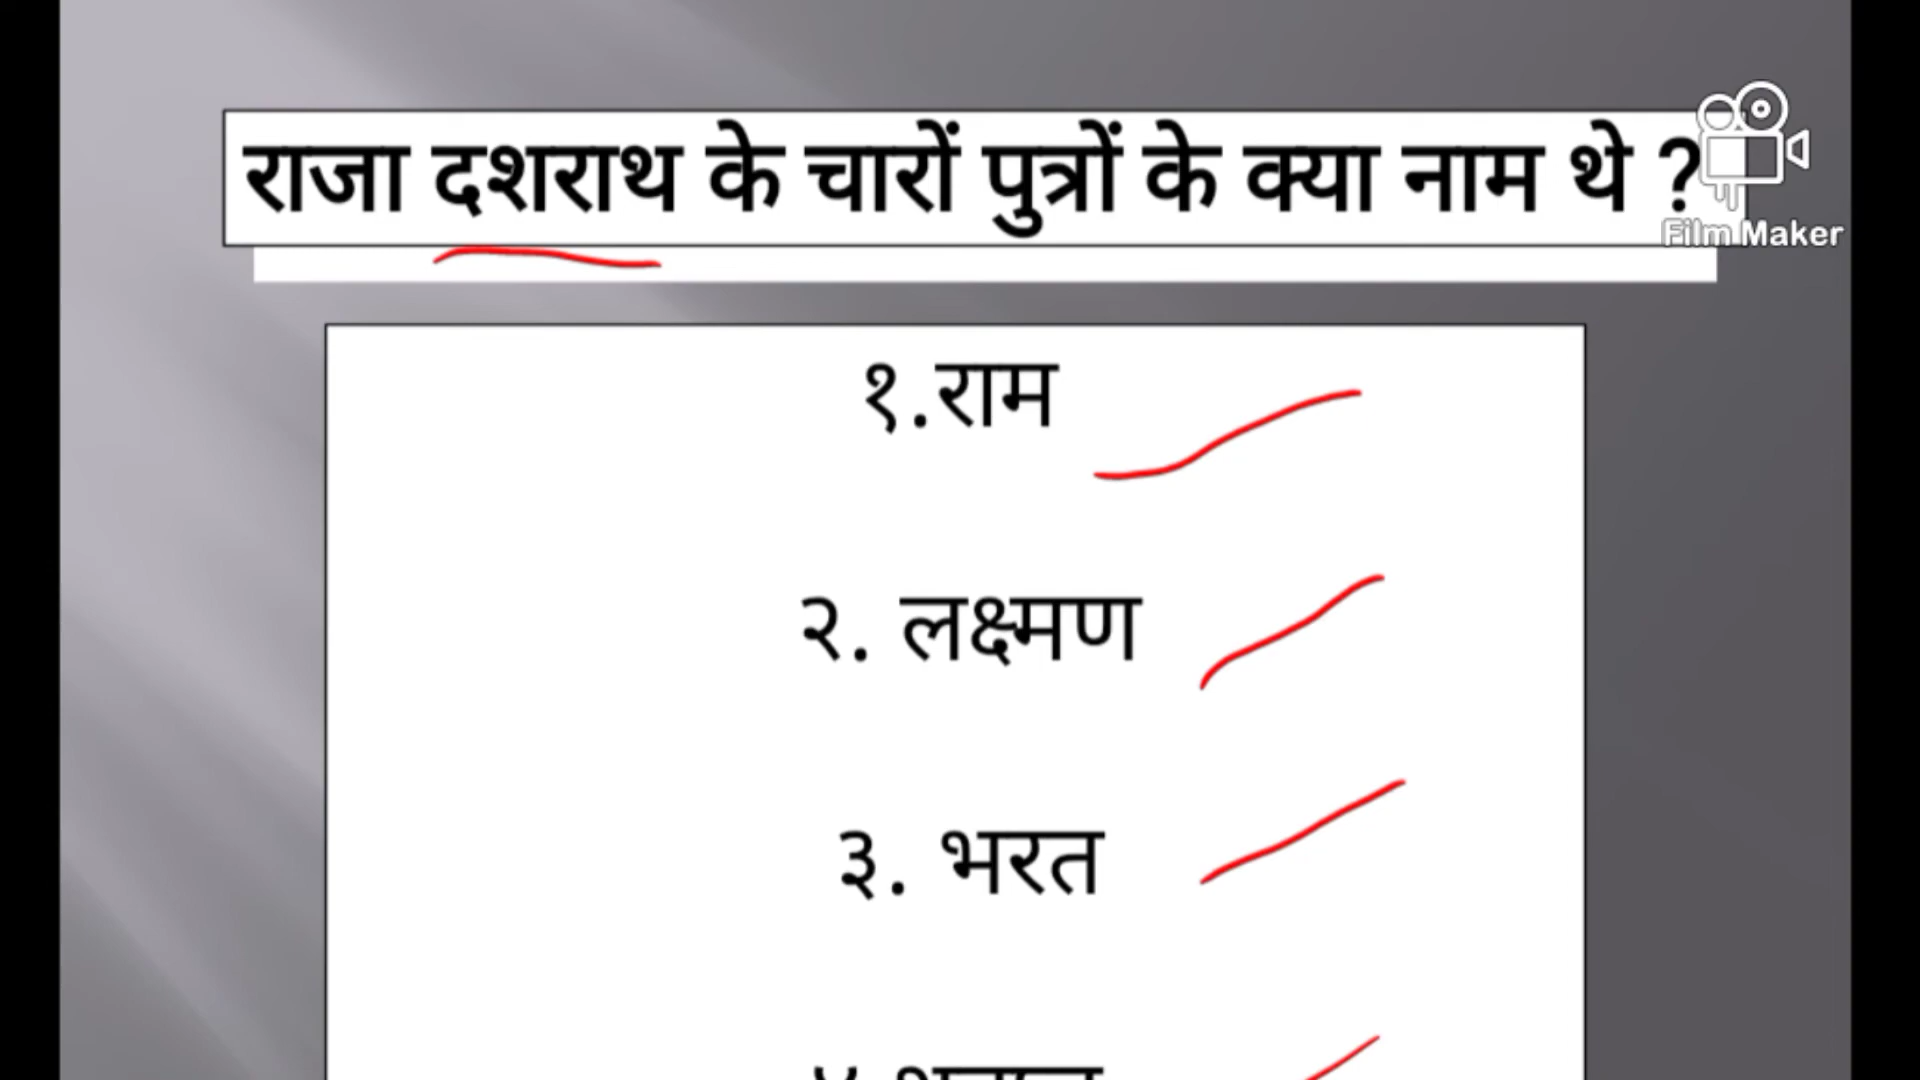 राजा दशराथ के चारों पुत्रों के क्या नाम थे ?
Film Maker
१.राम
२. लक्ष्मण
३. भरत